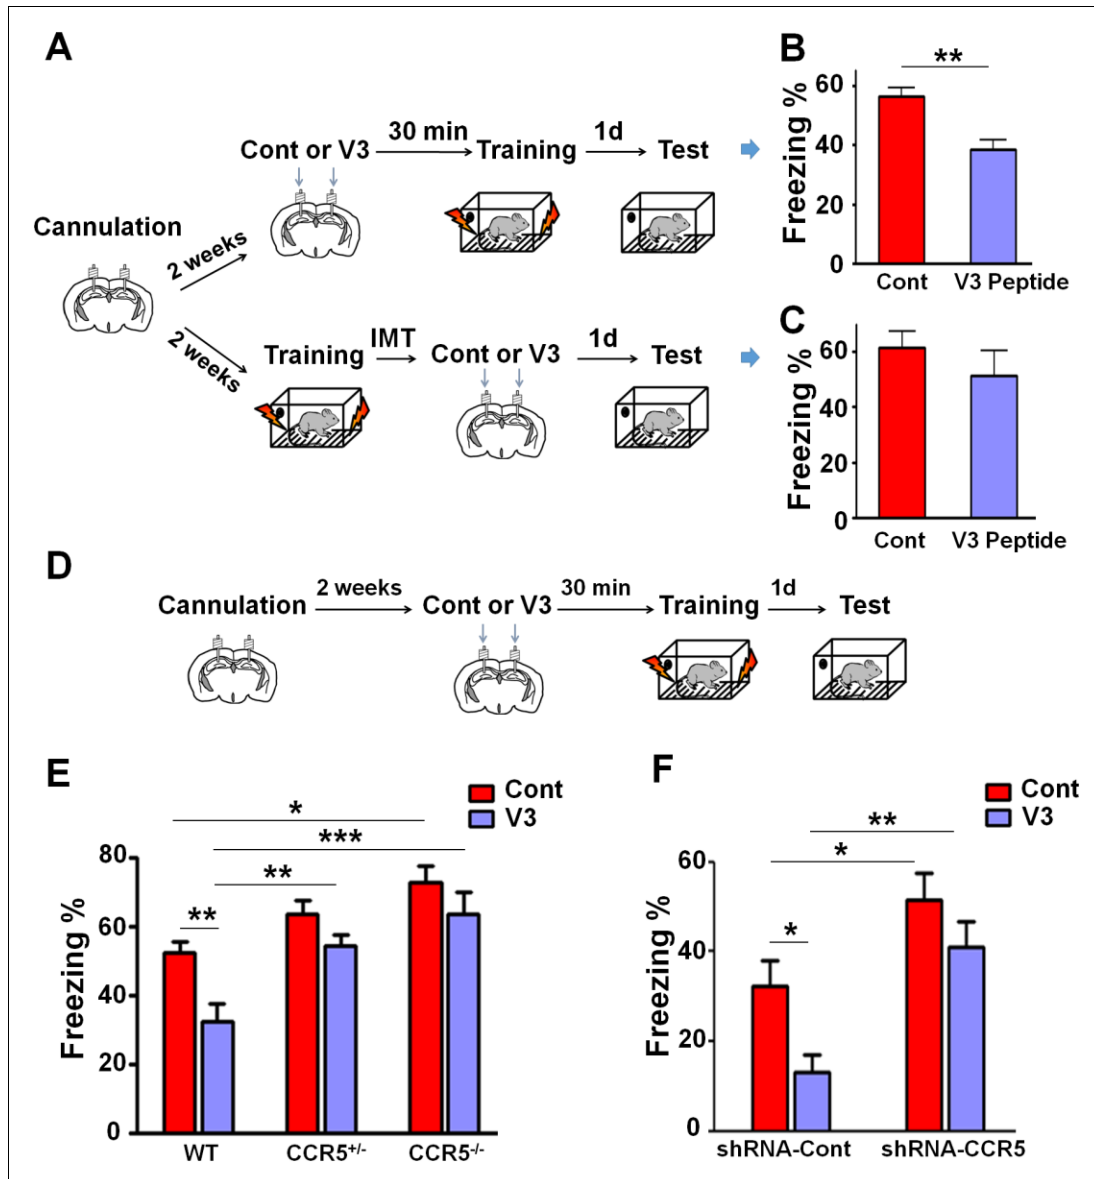 A
Cannulation
2 weeks
Cont or V3
30 min
Training
1d
Test
2 weeks
Training
IMT
Cont or V3
1d
Test
B
**
Freezing %
60
40
20
0
Cont
V3 Peptide
C
Freezing %
60
40
20
0
Cont
V3 Peptide
D
Cannulation
2 weeks
Cont or V3
30 min
Training
1d
Test
E
Cont
V3
*
***
**
**
Freezing %
80
60
40
20
0
WT
CCR5+/-
CCR5-/-
F
Cont
V3
**
*
*
Freezing %
60
40
20
0
shRNA-Cont
shRNA-CCR5